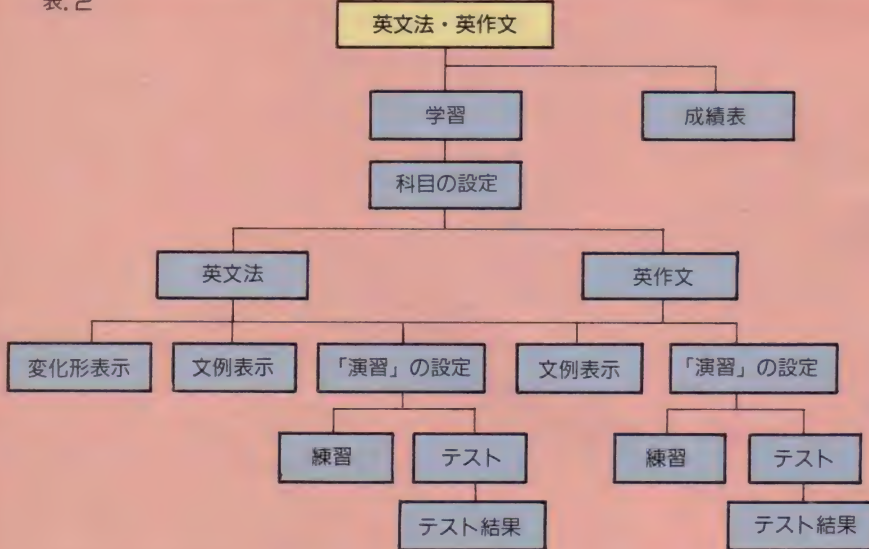 表.2
英文法・英作文
学習
成績表
科目の設定
英文法
英作文
変化形表示
文例表示
「演習」の設定
文例表示
「演習」の設定
練習
テスト
練習
テスト
テスト結果
テスト結果